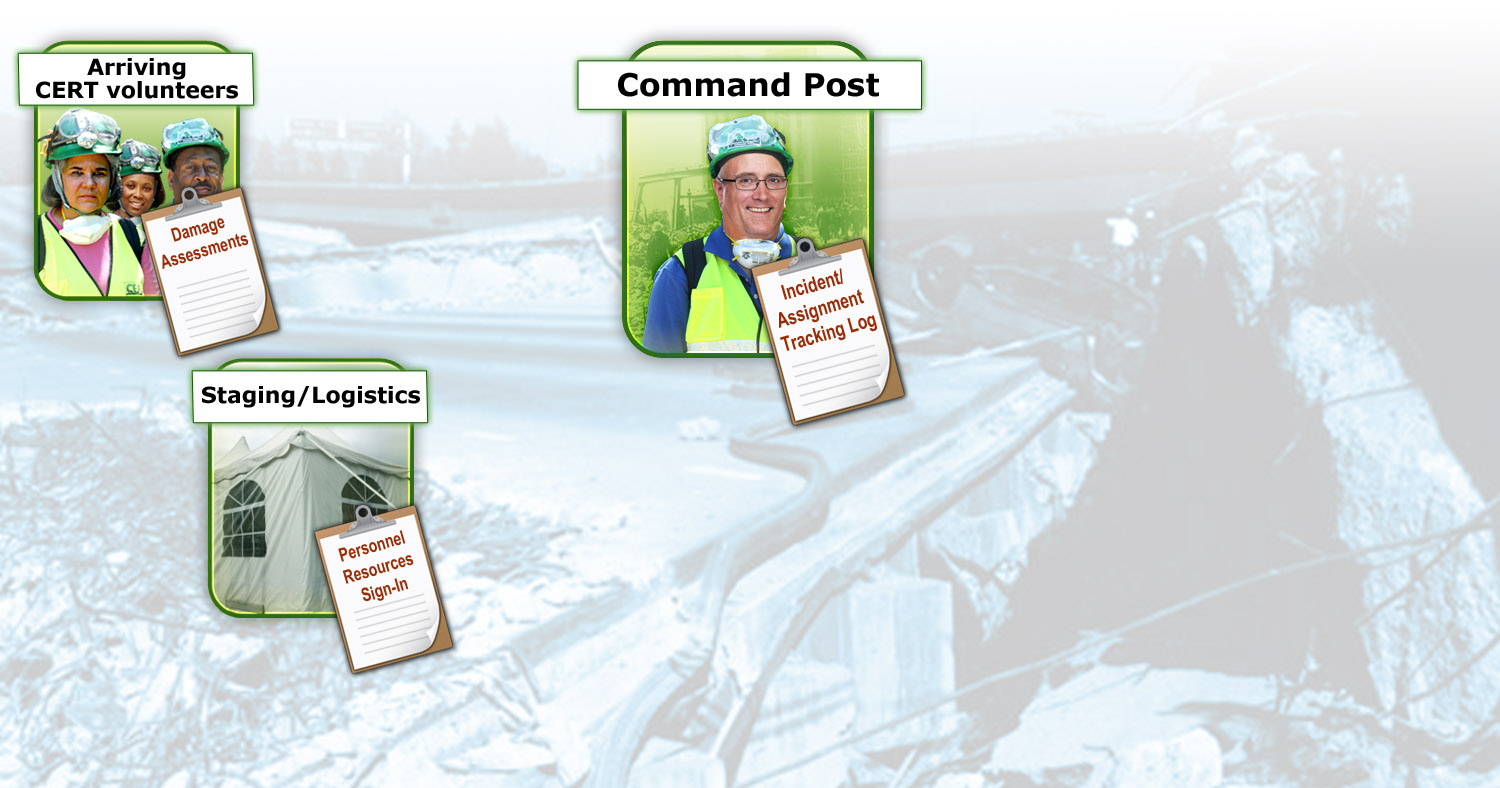 Arriving
CERT volunteers
Damage
Assessments
Command Post
Incident/
Assignment
Tracking Log
Staging/Logistics
Personnel
Resources
Sign-In